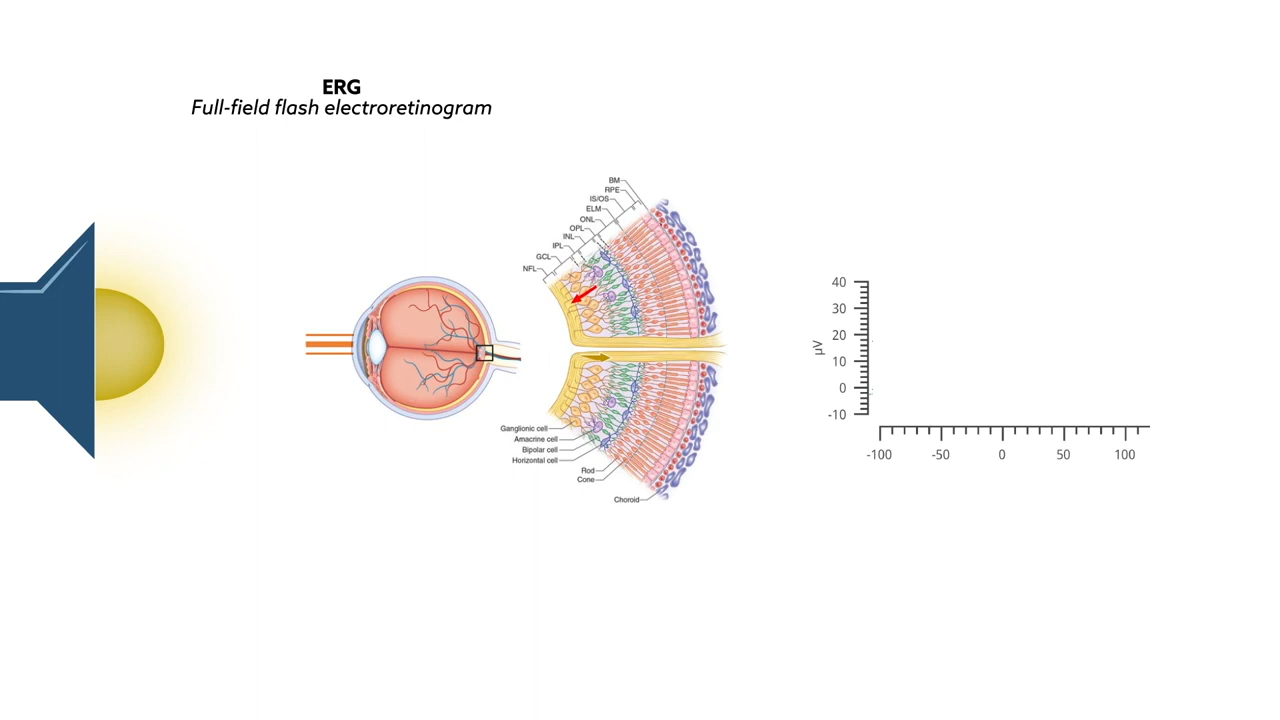 ERG
Full-field flash electroretinogram
BM
RPE
IS/OS
ELM
ONL
OPL
INL
IPL
GCL
NFL
Ganglionic cell
Amacrine cell
Bipolar cell
Horizontal cell
Rod
Cone
Choroid
40
30
20
10
0
-10
µV
-100 -50 0 50 100